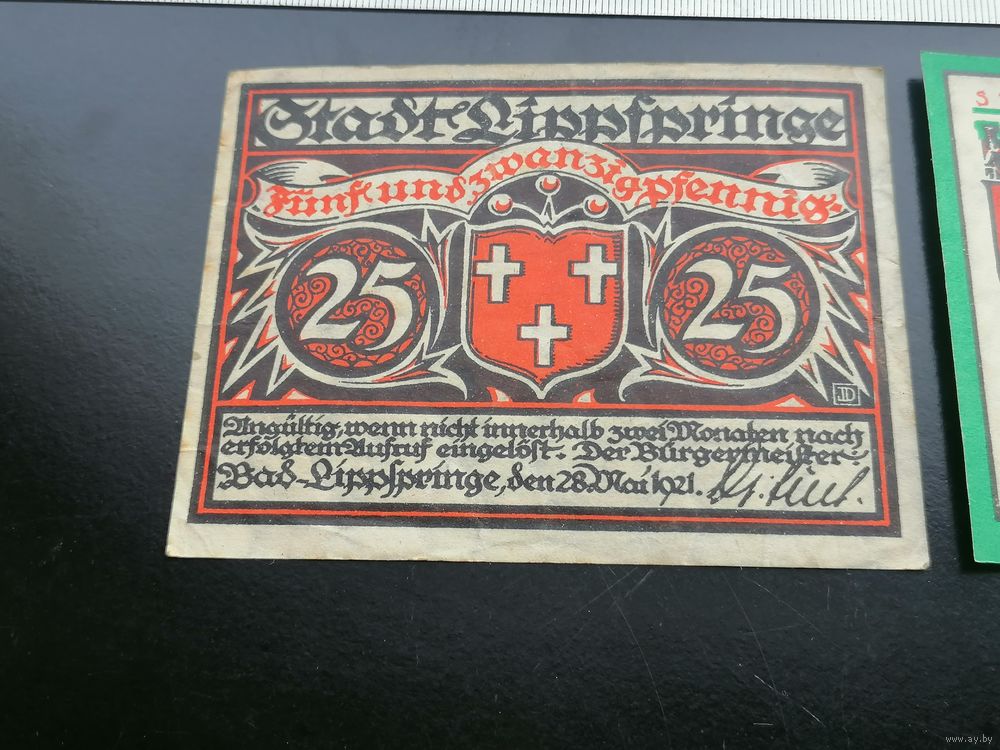 Stadt Lippspringe
Fünf und zwanzig pfennig.
25 25
JD
Ungültig, wenn nicht innerhalb zwei Monaten nach
erfolgtem Aufruf eingelöst. Der Bürgermeister:
Bad-Lippspringe, den 28. Mai 1921.
S
www.ay.by